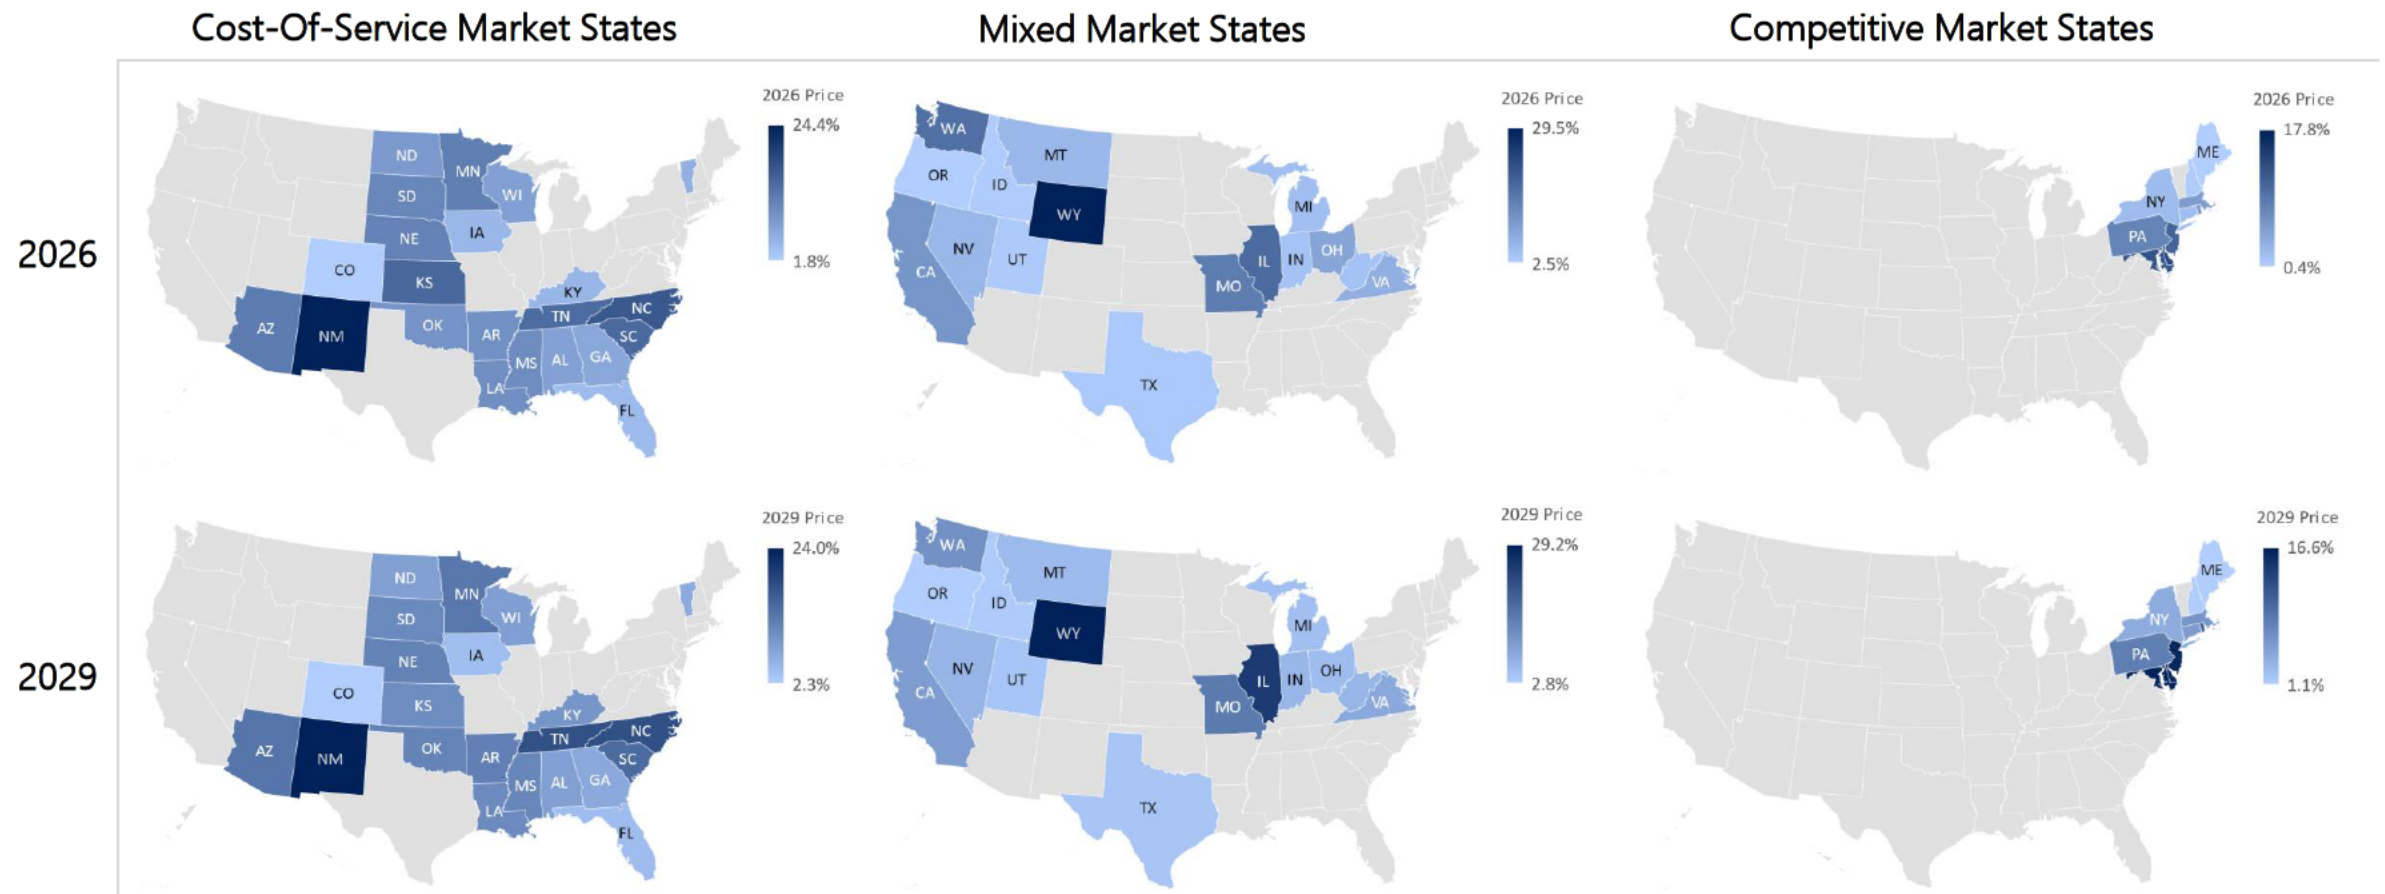 Cost-Of-Service Market States
Mixed Market States
Competitive Market States
2026
2026 Price
24.4%
1.8%
ND
MN
SD
WI
NE
IA
CO
KS
KY
AZ
NM
OK
AR
TN
NC
SC
MS
AL
GA
LA
FL
2026 Price
29.5%
2.5%
WA
MT
OR
ID
WY
MI
NV
UT
CA
IL
IN
OH
MO
VA
TX
2026 Price
17.8%
0.4%
ME
NY
PA
2029
2029 Price
24.0%
2.3%
ND
MN
SD
WI
NE
IA
CO
KS
KY
AZ
NM
OK
AR
TN
NC
SC
MS
AL
GA
LA
FL
2029 Price
29.2%
2.8%
WA
MT
OR
ID
WY
MI
NV
UT
CA
IL
IN
OH
MO
VA
TX
2029 Price
16.6%
1.1%
ME
NY
PA